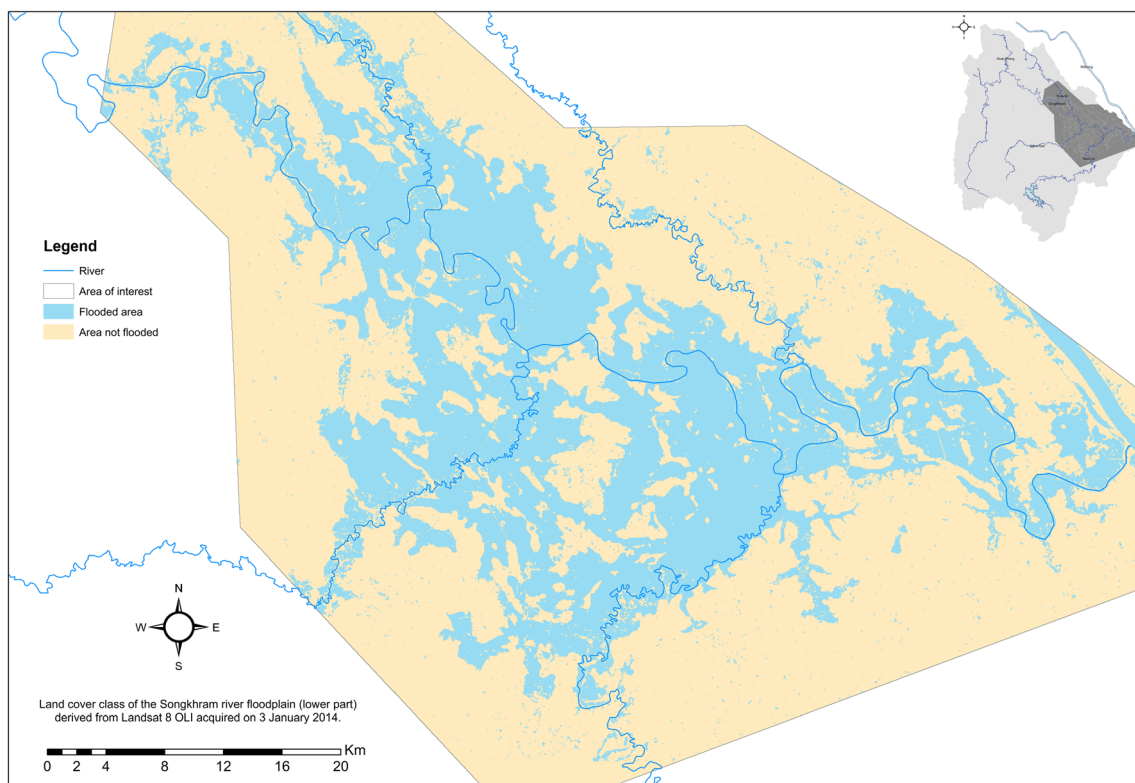 N
W E
S
Mekong
Legend
River
Area of interest
Flooded area
Area not flooded
N
W E
S
Land cover class of the Songkhram river floodplain (lower part)
derived from Landsat 8 OLI acquired on 3 January 2014.
Km
0 2 4 8 12 16 20